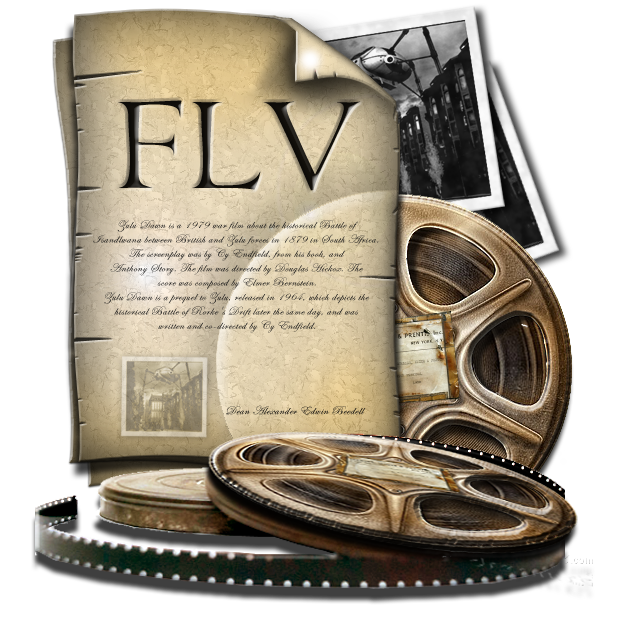 FLV
Zulu Dawn is a 1979 war film about the historical Battle of
Isandlwana between British and Zulu forces in 1879 in South Africa.
The screenplay was by Cy Endfield, from his book, and
Anthony Story. The film was directed by Douglas Hickox. The
score was composed by Elmer Bernstein.
Zulu Dawn is a prequel to Zulu, released in 1964, which depicts the
historical Battle of Rorke's Drift later the same day, and was
written and co-directed by Cy Endfield.
Dean Alexander Edwin Beedell
PRENTIS
NEW YORK
.com